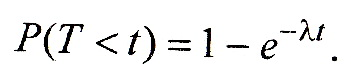 P(T < t) = 1 − e^{−λt}.